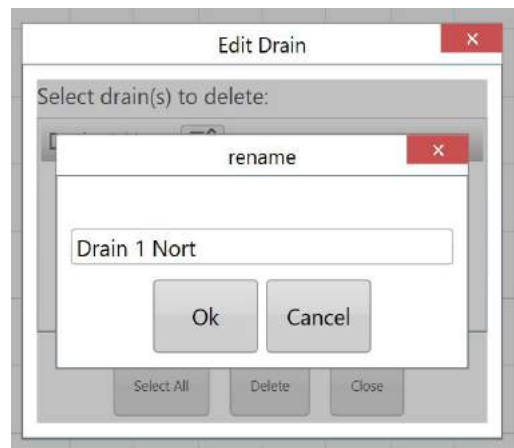 Edit Drain
Select drain(s) to delete:
rename
Drain 1 Nort
Ok Cancel
Select All Delete Close